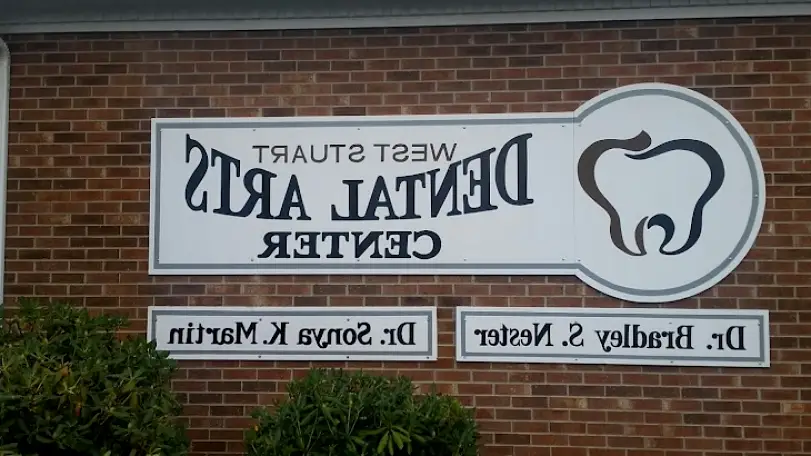 WEST STUART
DENTAL ARTS
CENTER
Dr. Bradley S. Nester
Dr. Sonya K. Martin